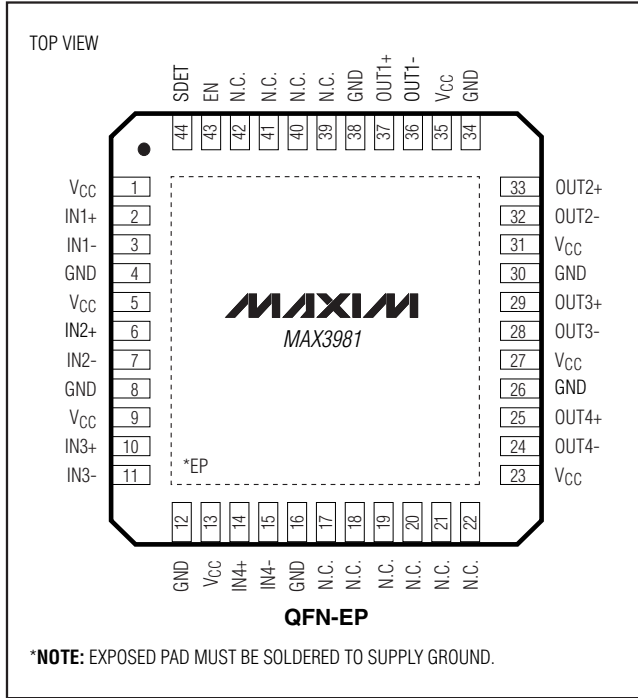 TOP VIEW
SDET
EN
N.C.
N.C.
N.C.
N.C.
GND
OUT1+
OUT1-
VCC
GND
44 43 42 41 40 39 38 37 36 35 34
VCC 1
IN1+ 2
IN1- 3
GND 4
VCC 5
IN2+ 6
IN2- 7
GND 8
VCC 9
IN3+ 10
IN3- 11
MAXIM
MAX3981
*EP
33 OUT2+
32 OUT2-
31 VCC
30 GND
29 OUT3+
28 OUT3-
27 VCC
26 GND
25 OUT4+
24 OUT4-
23 VCC
12 13 14 15 16 17 18 19 20 21 22
GND
VCC
IN4+
IN4-
GND
N.C.
N.C.
N.C.
N.C.
N.C.
N.C.
QFN-EP
*NOTE: EXPOSED PAD MUST BE SOLDERED TO SUPPLY GROUND.